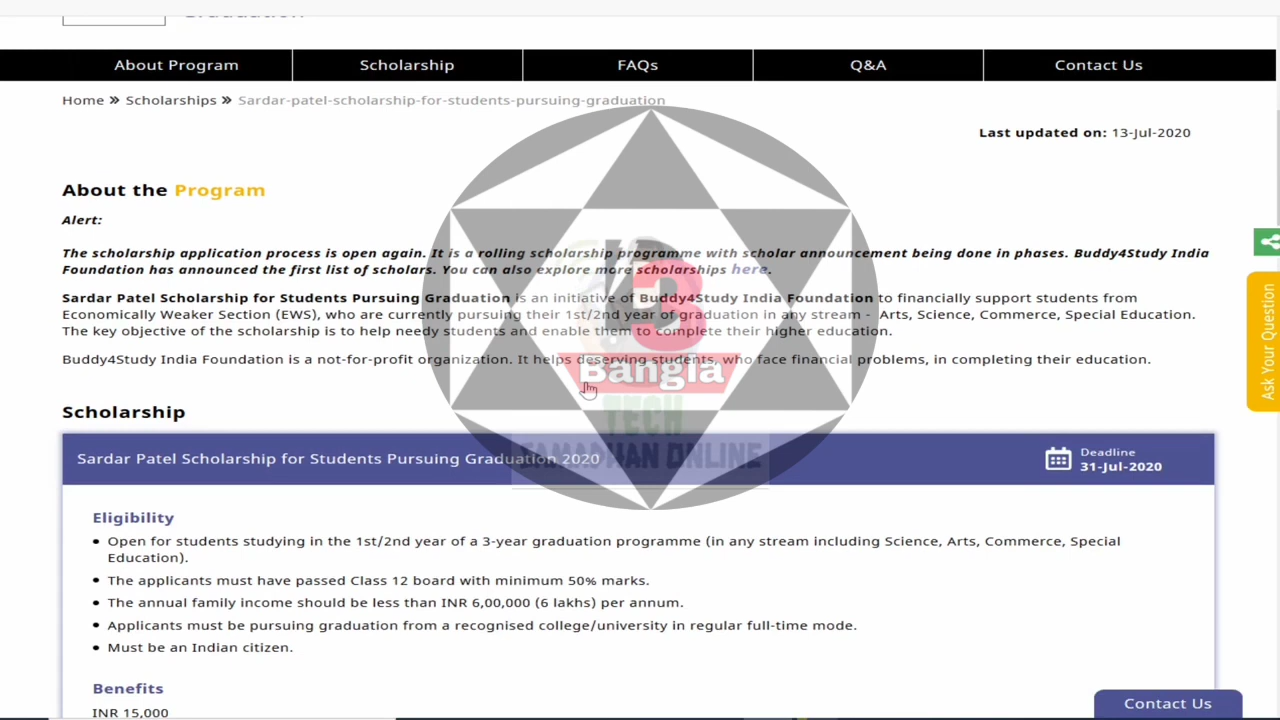 About Program
Scholarship
FAQs
Q&A
Contact Us
Home » Scholarships » Sardar-patel-scholarship-for-students-pursuing-graduation
Last updated on: 13-Jul-2020
About the Program
Alert:
The scholarship application process is open again. It is a rolling scholarship programme with scholar announcement being done in phases. Buddy4Study India
Foundation has announced the first list of scholars. You can also explore more scholarships here.
Sardar Patel Scholarship for Students Pursuing Graduation is an initiative of Buddy4Study India Foundation to financially support students from
Economically Weaker Section (EWS), who are currently pursuing their 1st/2nd year of graduation in any stream - Arts, Science, Commerce, Special Education.
The key objective of the scholarship is to help needy students and enable them to complete their higher education.
Buddy4Study India Foundation is a not-for-profit organization. It helps deserving students, who face financial problems, in completing their education.
Bangla
TECH
SAMADHAN ONLINE
Ask Your Question
Scholarship
Sardar Patel Scholarship for Students Pursuing Graduation 2020
Deadline
31-Jul-2020
Eligibility
• Open for students studying in the 1st/2nd year of a 3-year graduation programme (in any stream including Science, Arts, Commerce, Special
Education).
• The applicants must have passed Class 12 board with minimum 50% marks.
• The annual family income should be less than INR 6,00,000 (6 lakhs) per annum.
• Applicants must be pursuing graduation from a recognised college/university in regular full-time mode.
• Must be an Indian citizen.
Benefits
INR 15,000
Contact Us